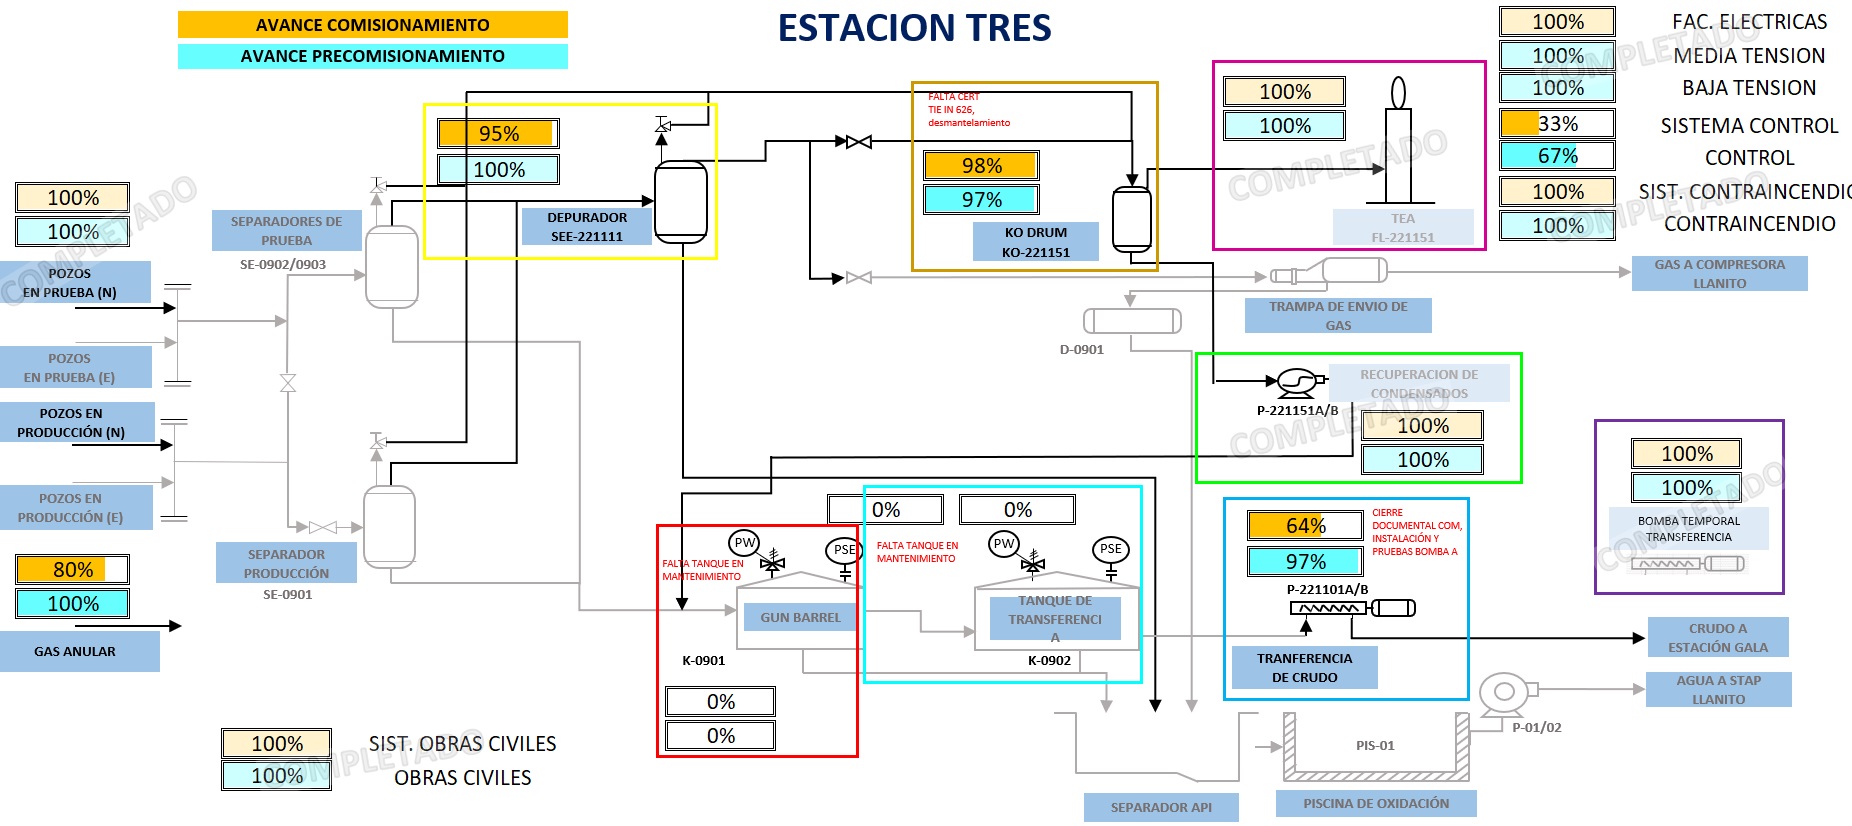 AVANCE COMISIONAMIENTO
AVANCE PRECOMISIONAMIENTO
ESTACION TRES
100%
FAC. ELECTRICAS
100%
MEDIA TENSION
100%
BAJA TENSION
COMPLETADO
33%
SISTEMA CONTROL
67%
CONTROL
100%
SIST. CONTRAINCENDIO
100%
CONTRAINCENDIO
COMPLETADO
100%
100%
COMPLETADO
POZOS
EN PRUEBA (N)
POZOS
EN PRUEBA (E)
POZOS EN
PRODUCCIÓN (N)
POZOS EN
PRODUCCIÓN (E)
80%
100%
GAS ANULAR
SEPARADORES DE
PRUEBA
SE-0902/0903
SEPARADOR
PRODUCCIÓN
SE-0901
95%
100%
DEPURADOR
SEE-221111
FALTA CERT
TIE IN 626,
desmantelamiento
98%
97%
KO DRUM
KO-221151
100%
100%
COMPLETADO
TEA
FL-221151
GAS A COMPRESORA
LLANITO
TRAMPA DE ENVIO DE
GAS
D-0901
RECUPERACION DE
CONDENSADOS
P-221151A/B
COMPLETADO
100%
100%
100%
100%
COMPLETADO
BOMBA TEMPORAL
TRANSFERENCIA
0%
0%
FALTA TANQUE EN
MANTENIMIENTO
PW
PSE
GUN BARREL
K-0901
0%
0%
FALTA TANQUE EN
MANTENIMIENTO
PW
PSE
TANQUE DE
TRANSFERENCI
A
K-0902
64%
97%
CIERRE
DOCUMENTAL COM,
INSTALACIÓN Y
PRUEBAS BOMBA A
P-221101A/B
TRANFERENCIA
DE CRUDO
CRUDO A
ESTACIÓN GALA
AGUA A STAP
LLANITO
P-01/02
PIS-01
SEPARADOR API
PISCINA DE OXIDACIÓN
100%
SIST. OBRAS CIVILES
100%
OBRAS CIVILES
COMPLETADO